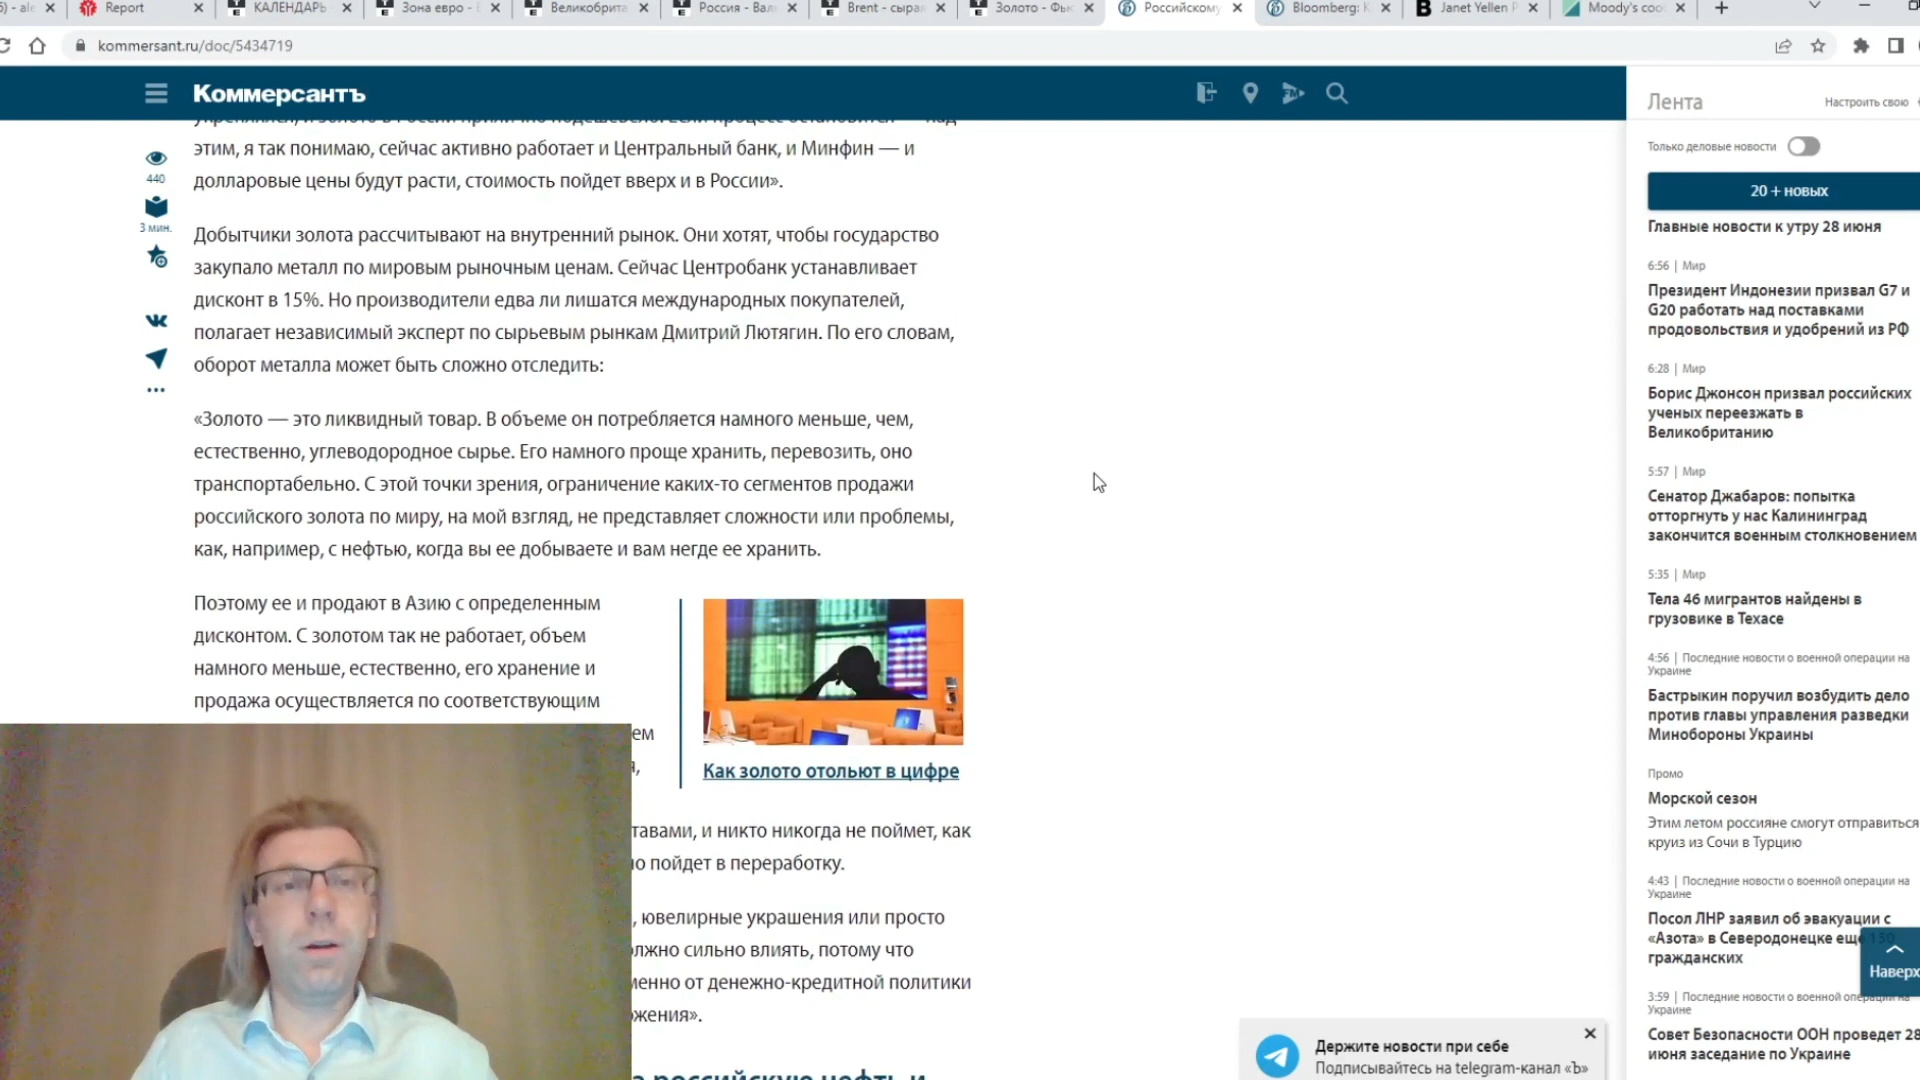 Report
КАЛЕНДАРЬ
Зона евро -
Великобрита
Россия - Вал
Brent - сырая
Золото - Фь
Российскому
Bloomberg:
Janet Yellen
Moody's coo
kommersant.ru/doc/5434719
Коммерсантъ
этим, я так понимаю, сейчас активно работает и Центральный банк, и Минфин — и
долларовые цены будут расти, стоимость пойдет вверх и в России».
440
3 мин.
Добытчики золота рассчитывают на внутренний рынок. Они хотят, чтобы государство
закупало металл по мировым рыночным ценам. Сейчас Центробанк устанавливает
дисконт в 15%. Но производители едва ли лишатся международных покупателей,
полагает независимый эксперт по сырьевым рынкам Дмитрий Лютягин. По его словам,
оборот металла может быть сложно отследить:
«Золото — это ликвидный товар. В объеме он потребляется намного меньше, чем,
естественно, углеводородное сырье. Его намного проще хранить, перевозить, оно
транспортабельно. С этой точки зрения, ограничение каких-то сегментов продажи
российского золота по миру, на мой взгляд, не представляет сложности или проблемы,
как, например, с нефтью, когда вы ее добываете и вам негде ее хранить.
Поэтому ее и продают в Азию с определенным
дисконтом. С золотом так не работает, объем
намного меньше, естественно, его хранение и
продажа осуществляется по соответствующим
ем
Как золото отольют в цифре
тавами, и никто никогда не поймет, как
о пойдет в переработку.
, ювелирные украшения или просто
олжно сильно влиять, потому что
менно от денежно-кредитной политики
жения».
а российскую нефть и
Лента
Настроить свою
Только деловые новости
20 + новых
Главные новости к утру 28 июня
6:56 | Мир
Президент Индонезии призвал G7 и
G20 работать над поставками
продовольствия и удобрений из РФ
6:28 | Мир
Борис Джонсон призвал российских
ученых переезжать в
Великобританию
5:57 | Мир
Сенатор Джабаров: попытка
отторгнуть у нас Калининград
закончится военным столкновением
5:35 | Мир
Тела 46 мигрантов найдены в
грузовике в Техасе
4:56 | Последние новости о военной операции на
Украине
Бастрыкин поручил возбудить дело
против главы управления разведки
Минобороны Украины
Промо
Морской сезон
Этим летом россияне смогут отправиться
круиз из Сочи в Турцию
4:43 | Последние новости о военной операции на
Украине
Посол ЛНР заявил об эвакуации с
«Азота» в Северодонецке еще 130
гражданских
Наверх
3:59 | Последние новости о военной операции на
Украине
Совет Безопасности ООН проведет 28
июня заседание по Украине
Держите новости при себе
Подписывайтесь на telegram-канал «Ъ»